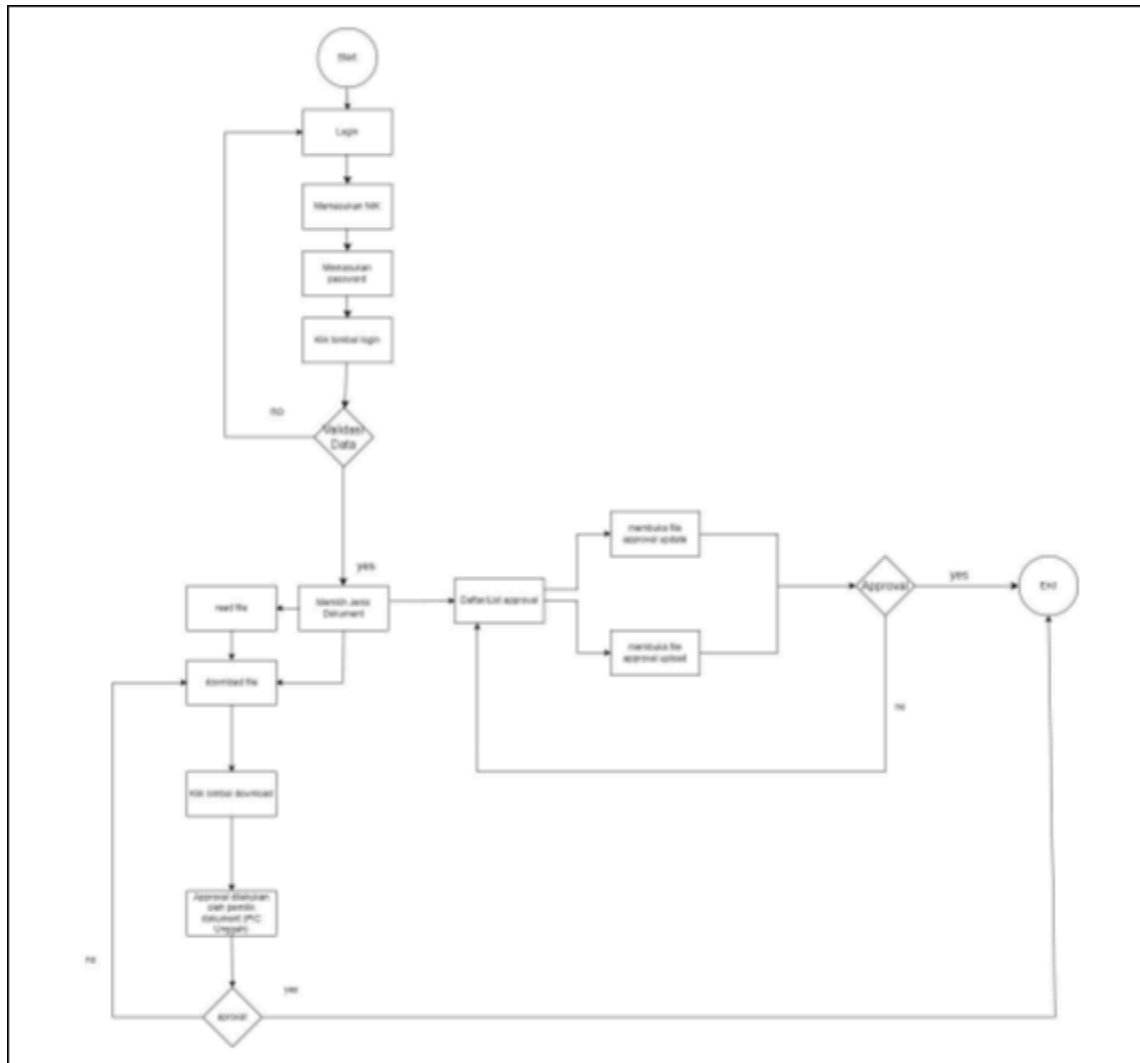 Start
Login
Memasukan NIK
Memasukan
password
Klik tombol login
no
Validasi
Data
yes
membuka file
approval update
read file
Memilih Jenis
Dokument
Daftar/List approval
Approval
yes
End
membuka file
approval upload
download file
no
Klik tombol download
Approval dilakukan
oleh pemilik
dokument (PIC
Unggah)
no
yes
aproval